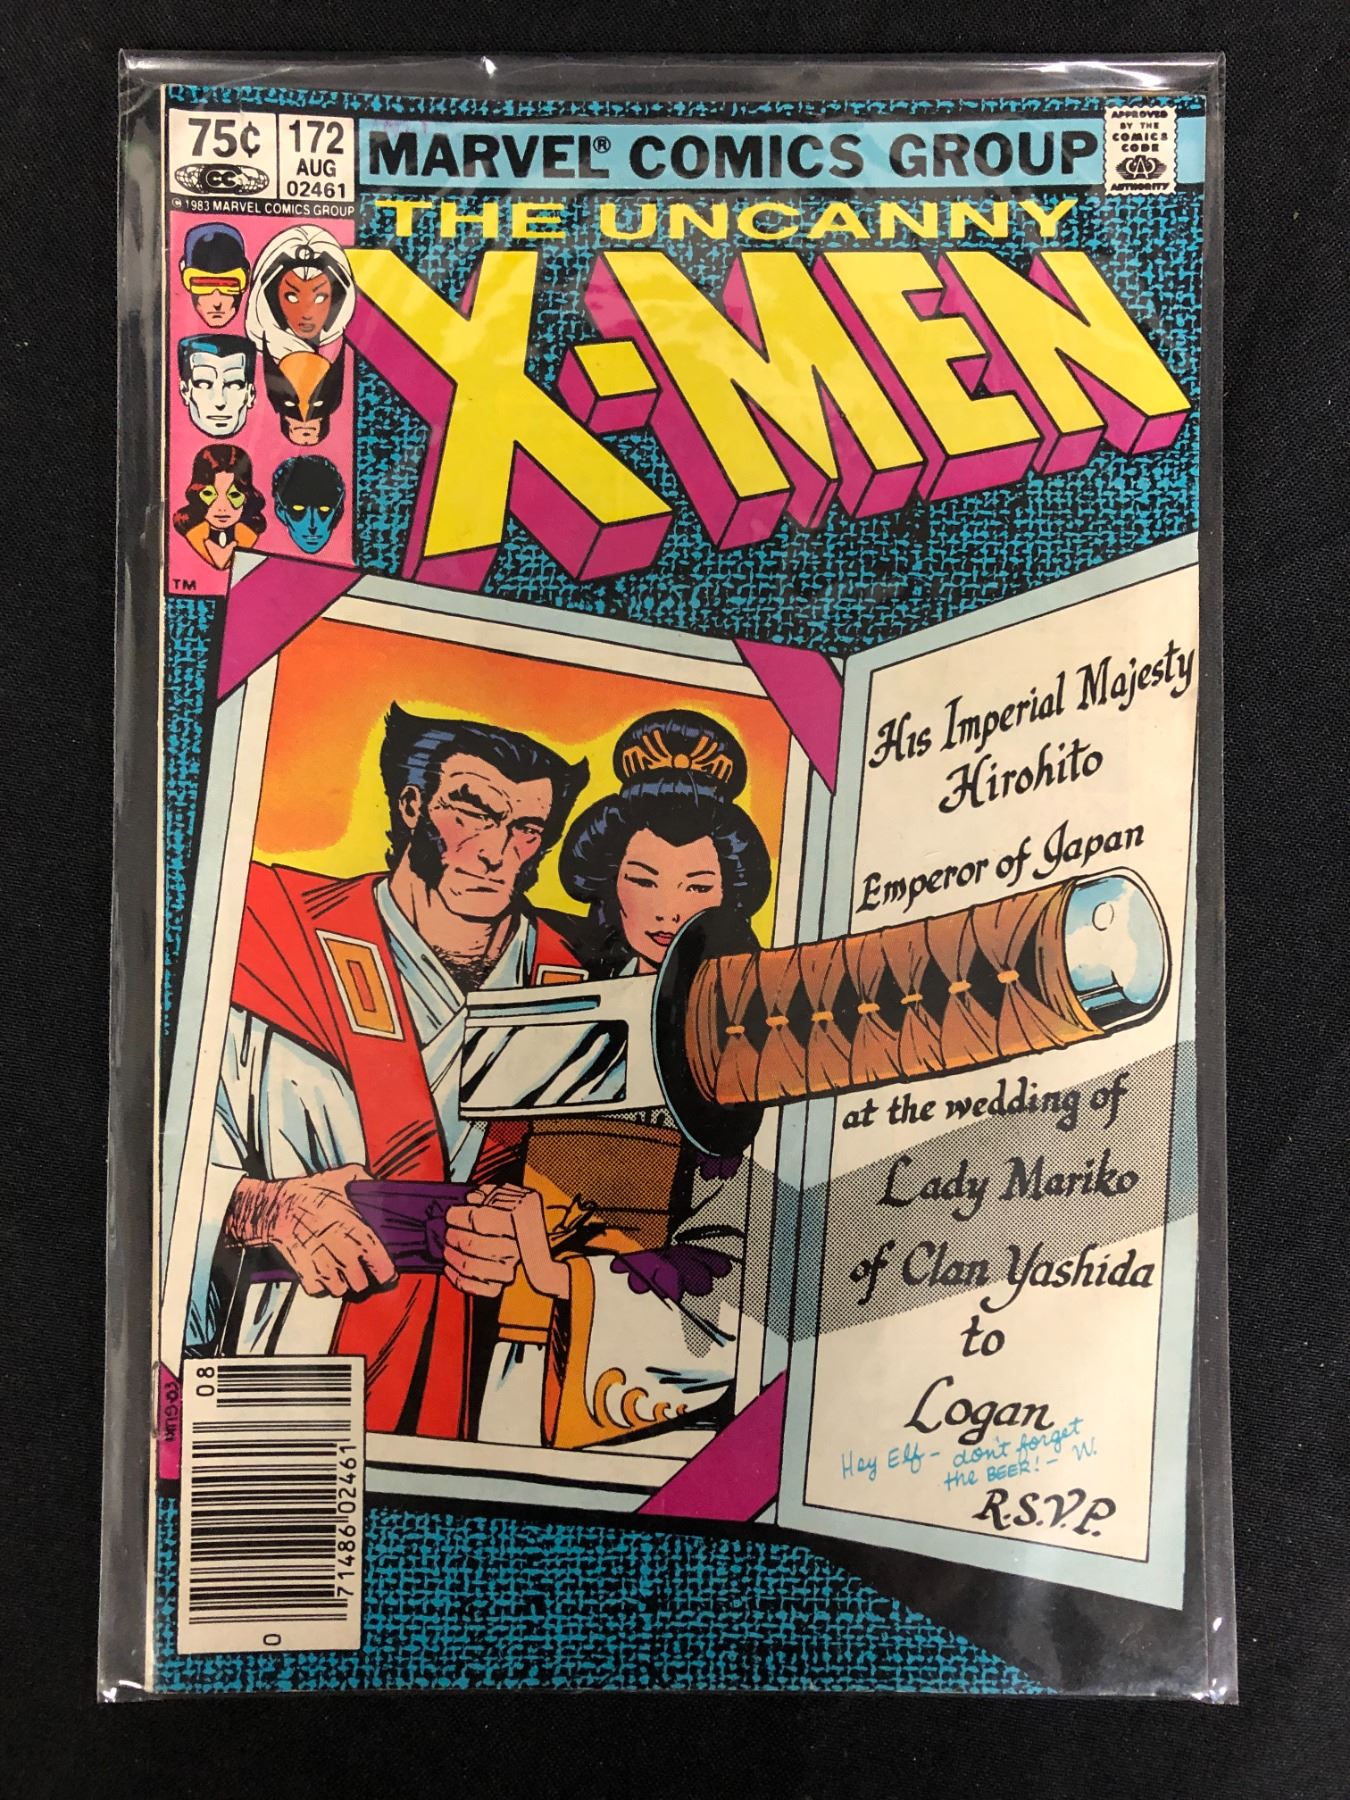 75¢
172
AUG
02461
CC
MARVEL® COMICS GROUP
APPROVED
BY THE
COMICS
CODE
CA
AUTHORITY
© 1983 MARVEL COMICS GROUP
THE UNCANNY
X-MEN
TM
His Imperial Majesty
Hirohito
Emperor of Japan
at the wedding of
Lady Mariko
of Clan Yashida
to
Logan
Hey Elf - don't forget
the BEER! - W.
R.S.V.P.
08
71486 02461
0